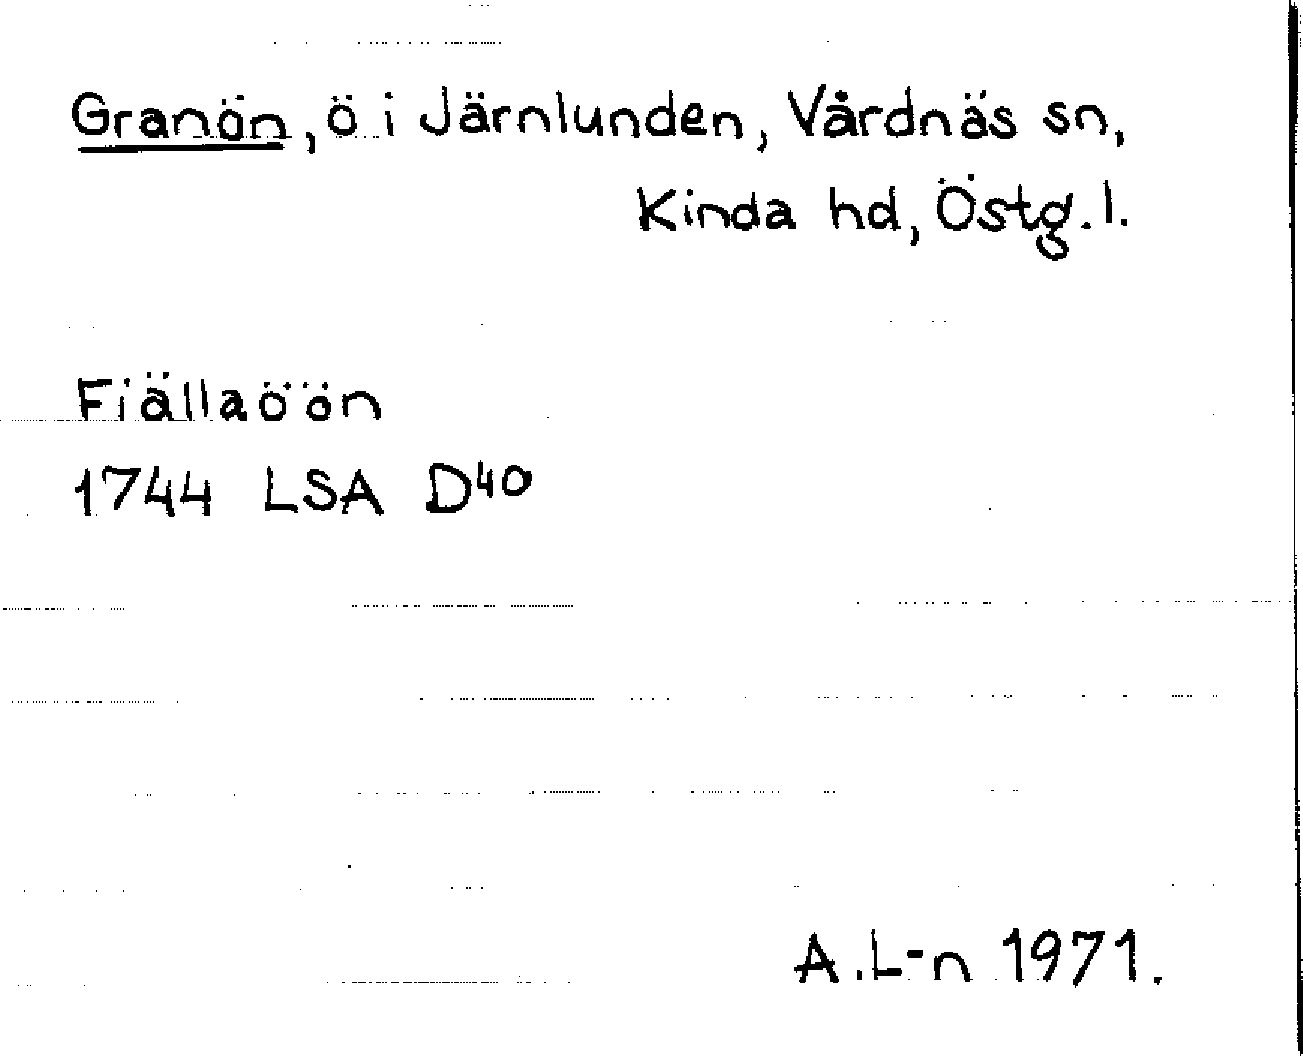 Granön, ö i Järnlunden, Vårdnäs sn,
Kinda hd, Östg. l.
Fiällaöön
1744 LSA D40
A.L-n 1971.